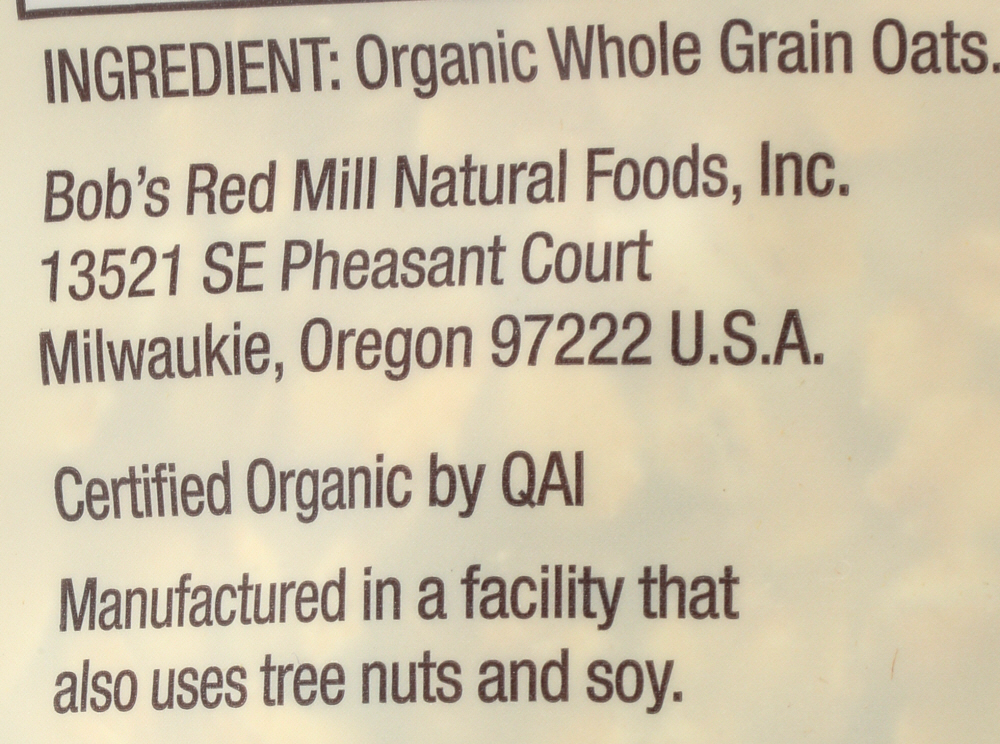 INGREDIENT: Organic Whole Grain Oats.
Bob's Red Mill Natural Foods, Inc.
13521 SE Pheasant Court
Milwaukie, Oregon 97222 U.S.A.
Certified Organic by QAI
Manufactured in a facility that
also uses tree nuts and soy.